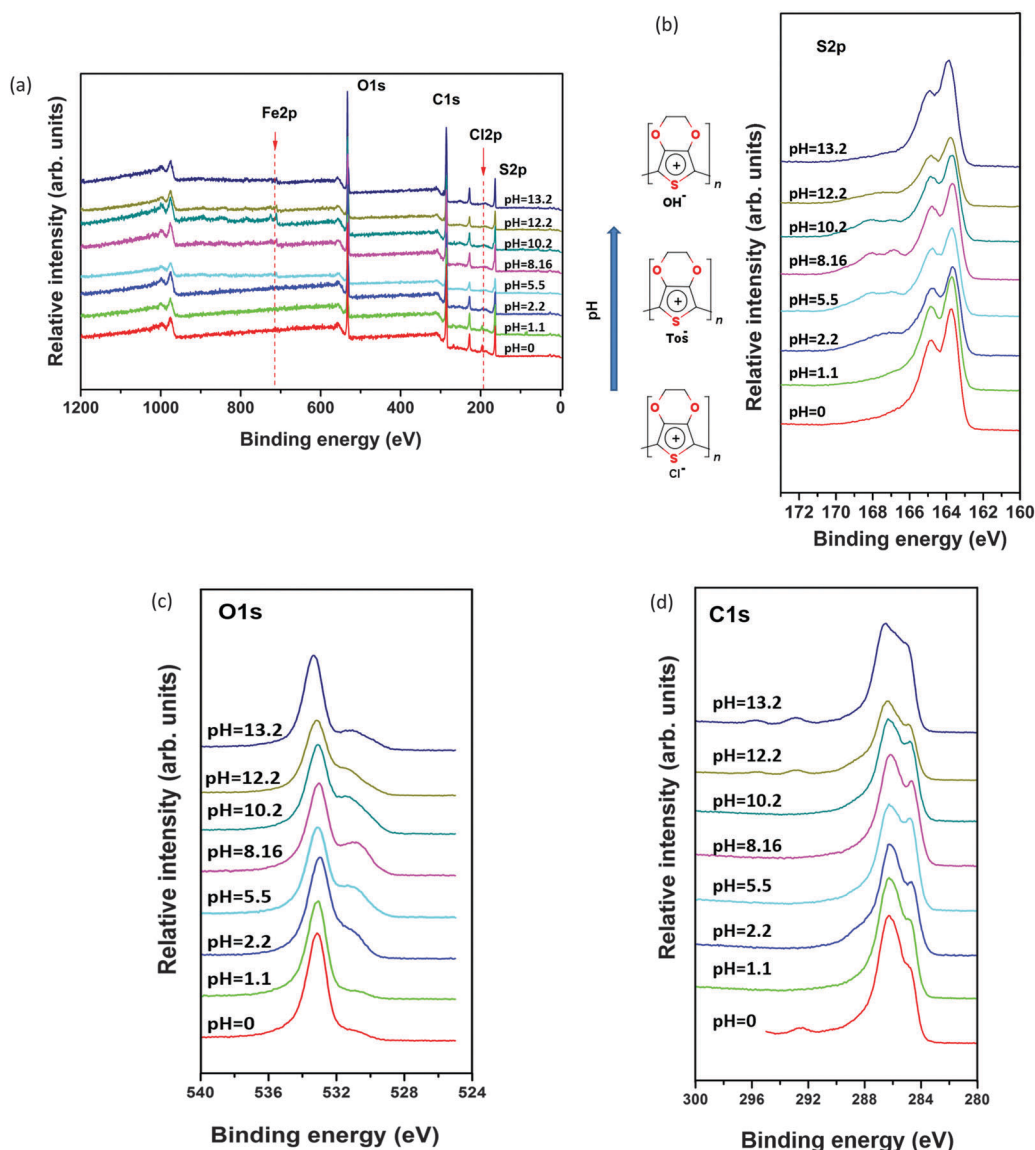 (a)
Relative intensity (arb. units)
Fe2p
O1s
C1s
Cl2p
S2p
pH=13.2
pH=12.2
pH=10.2
pH=8.16
pH=5.5
pH=2.2
pH=1.1
pH=0
1200 1000 800 600 400 200 0
Binding energy (eV)
(b)
pH
O O
+
S
n
OH⁻
O O
+
S
n
Tos⁻
O O
+
S
n
Cl⁻
Relative intensity (arb. units)
S2p
pH=13.2
pH=12.2
pH=10.2
pH=8.16
pH=5.5
pH=2.2
pH=1.1
pH=0
172 170 168 166 164 162 160
Binding energy (eV)
(c)
O1s
Relative intensity (arb. units)
pH=13.2
pH=12.2
pH=10.2
pH=8.16
pH=5.5
pH=2.2
pH=1.1
pH=0
540 536 532 528 524
Binding energy (eV)
(d)
C1s
Relative intensity (arb. units)
pH=13.2
pH=12.2
pH=10.2
pH=8.16
pH=5.5
pH=2.2
pH=1.1
pH=0
300 296 292 288 284 280
Binding energy (eV)